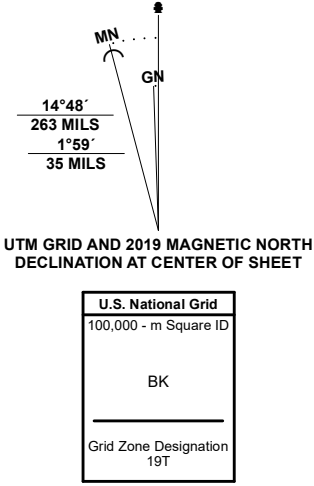 MN
GN
14°48´
263 MILS
1°59´
35 MILS
UTM GRID AND 2019 MAGNETIC NORTH
DECLINATION AT CENTER OF SHEET
U.S. National Grid
100,000 - m Square ID
BK
Grid Zone Designation
19T